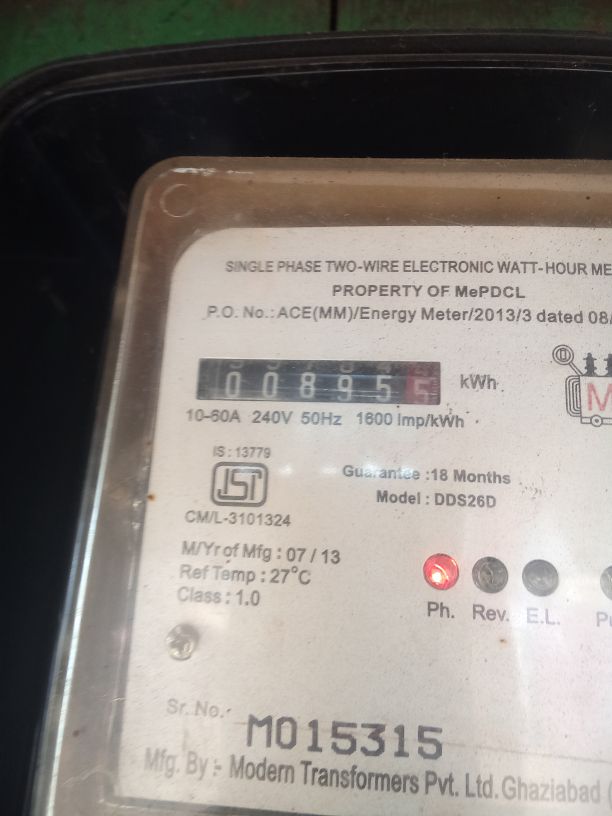 SINGLE PHASE TWO-WIRE ELECTRONIC WATT-HOUR ME
PROPERTY OF MePDCL
P.O. No.: ACE(MM)/Energy Meter/2013/3 dated 08/
008955 kWh
10-60A 240V 50Hz 1600 Imp/kWh
M
IS : 13779
ISI
CM/L-3101324
Guarantee :18 Months
Model : DDS26D
M/Yr of Mfg : 07 / 13
Ref Temp : 27°C
Class : 1.0
Ph. Rev. E.L. Pu
Sr. No.-
M015315
Mfg. By :- Modern Transformers Pvt. Ltd. Ghaziabad (